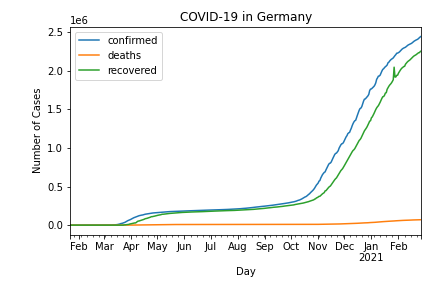 COVID-19 in Germany
1e6
confirmed
deaths
recovered
2.5
2.0
1.5
1.0
0.5
0.0
Number of Cases
Feb Mar Apr May Jun Jul Aug Sep Oct Nov Dec Jan Feb
2021
Day